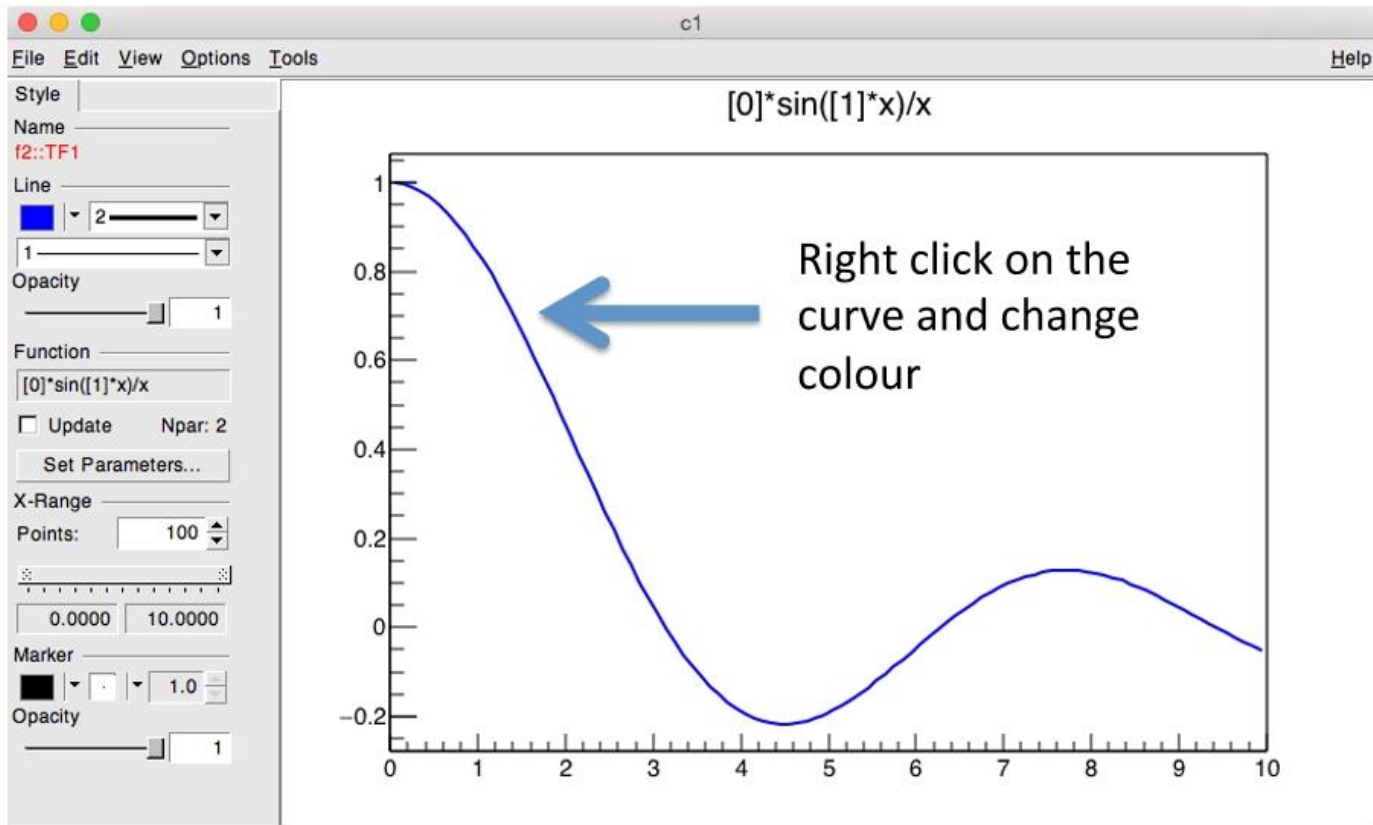 c1
File Edit View Options Tools Help
Style
Name
f2::TF1
Line
2
1
Opacity
1
Function
[0]*sin([1]*x)/x
Update Npar: 2
Set Parameters...
X-Range
Points: 100
0.0000 10.0000
Marker
1.0
Opacity
1
[0]*sin([1]*x)/x
1
0.8
0.6
0.4
0.2
0
−0.2
0 1 2 3 4 5 6 7 8 9 10
Right click on the
curve and change
colour